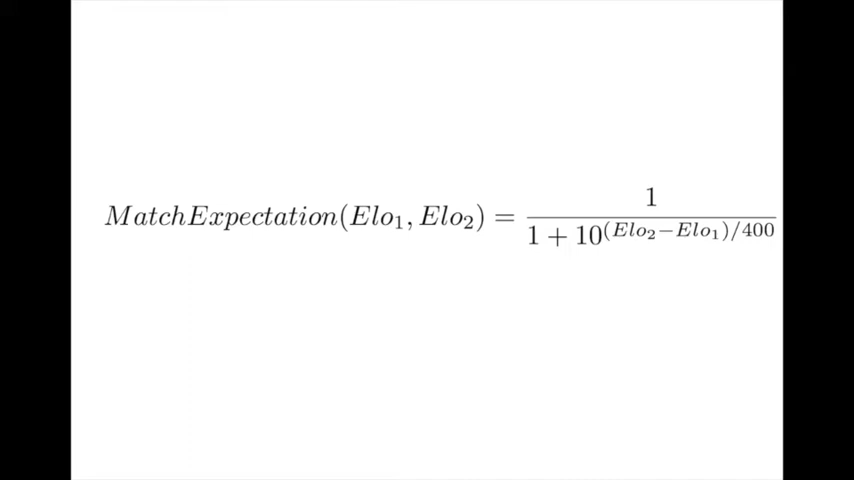 MatchExpectation(Elo₁, Elo₂) = 1 / (1 + 10^((Elo₂−Elo₁)/400))